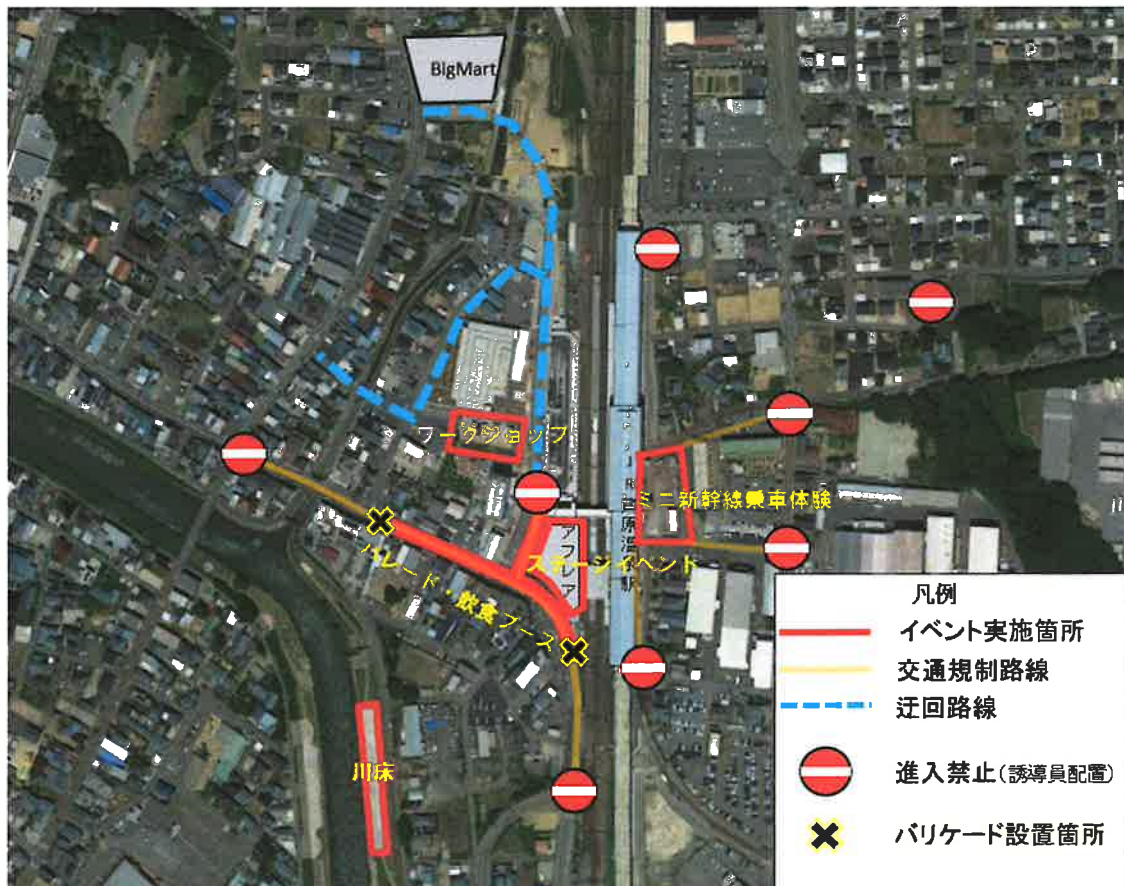 BigMart
ワークショップ
ミニ新幹線乗車体験
アフレア
ステージイベント
パレード・飲食ブース
川床
凡例
イベント実施箇所
交通規制路線
迂回路線
進入禁止(誘導員配置)
バリケード設置箇所